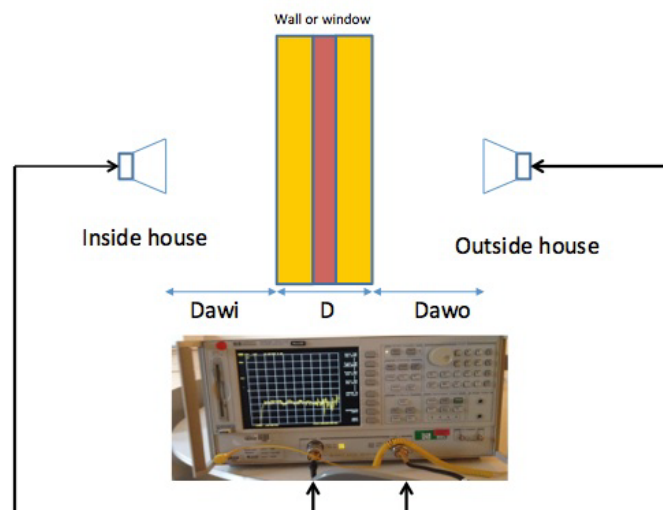 Wall or window
Inside house
Outside house
Dawi
D
Dawo